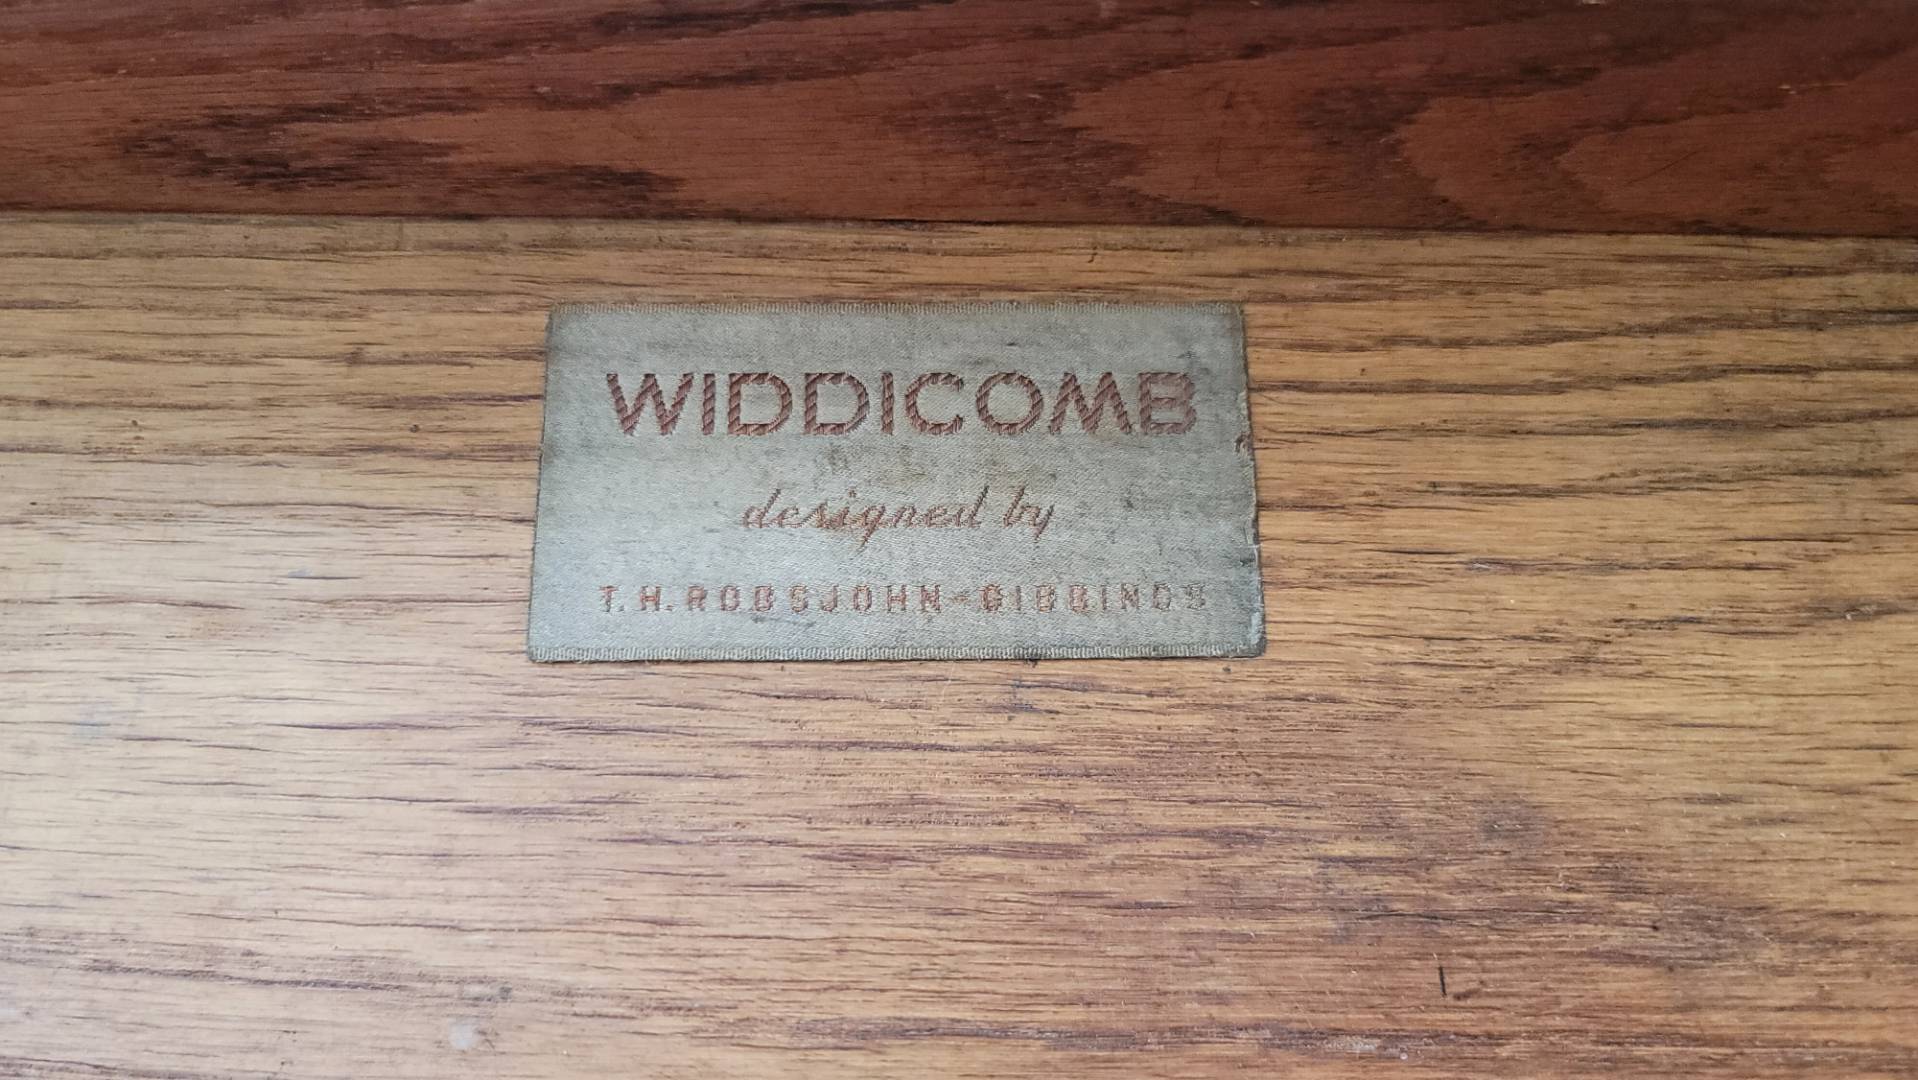 WIDDICOMB
designed by
T. H. ROBSJOHN-GIBBINGS